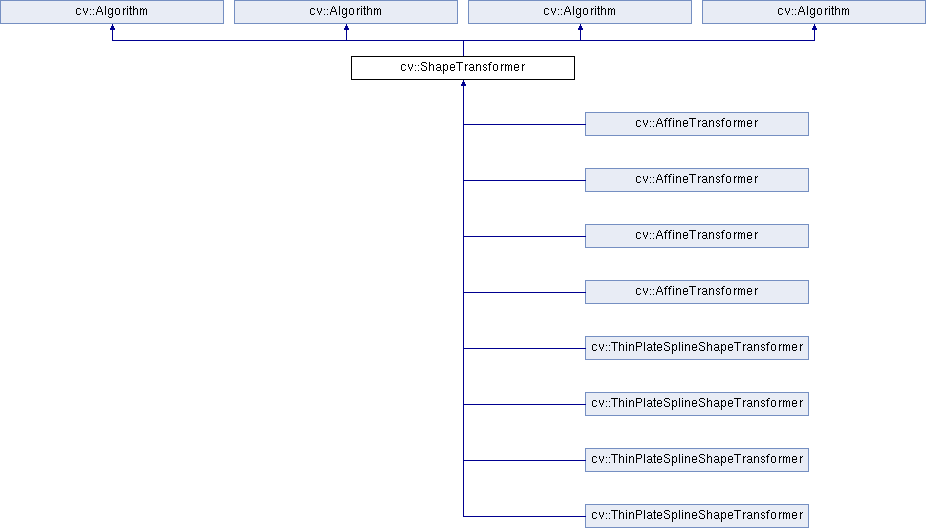 cv::Algorithm
cv::Algorithm
cv::Algorithm
cv::Algorithm
cv::ShapeTransformer
cv::AffineTransformer
cv::AffineTransformer
cv::AffineTransformer
cv::AffineTransformer
cv::ThinPlateSplineShapeTransformer
cv::ThinPlateSplineShapeTransformer
cv::ThinPlateSplineShapeTransformer
cv::ThinPlateSplineShapeTransformer